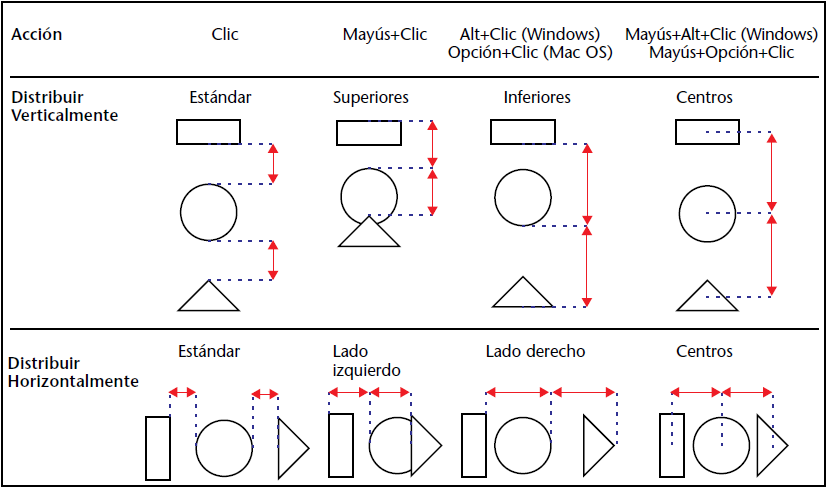 Acción
Clic
Mayús+Clic
Alt+Clic (Windows)
Opción+Clic (Mac OS)
Mayús+Alt+Clic (Windows)
Mayús+Opción+Clic
Distribuir
Verticalmente
Estándar
Superiores
Inferiores
Centros
Distribuir
Horizontalmente
Estándar
Lado
izquierdo
Lado derecho
Centros